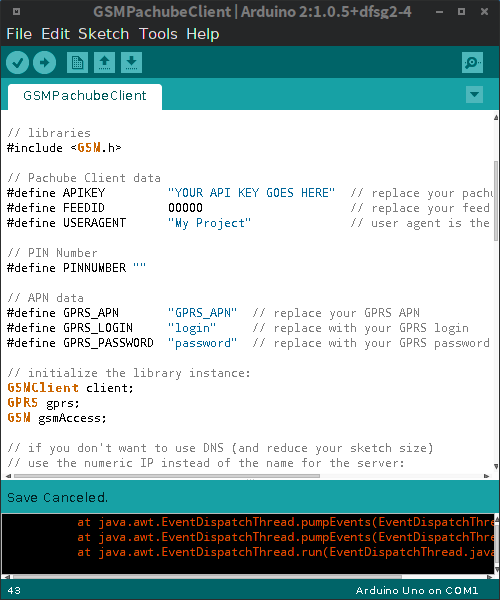 GSMPachubeClient | Arduino 2:1.0.5+dfsg2-4
File Edit Sketch Tools Help
GSMPachubeClient
// libraries
#include <GSM.h>
// Pachube Client data
#define APIKEY "YOUR API KEY GOES HERE" // replace your pachu
#define FEEDID 00000 // replace your feed
#define USERAGENT "My Project" // user agent is the
// PIN Number
#define PINNUMBER ""
// APN data
#define GPRS_APN "GPRS_APN" // replace your GPRS APN
#define GPRS_LOGIN "login" // replace with your GPRS login
#define GPRS_PASSWORD "password" // replace with your GPRS password
// initialize the library instance:
GSMClient client;
GPRS gprs;
GSM gsmAccess;
// if you don't want to use DNS (and reduce your sketch size)
// use the numeric IP instead of the name for the server:
Save Canceled.
at java.awt.EventDispatchThread.pumpEvents(EventDispatchThre
at java.awt.EventDispatchThread.pumpEvents(EventDispatchThre
at java.awt.EventDispatchThread.run(EventDispatchThread.java
43 Arduino Uno on COM1